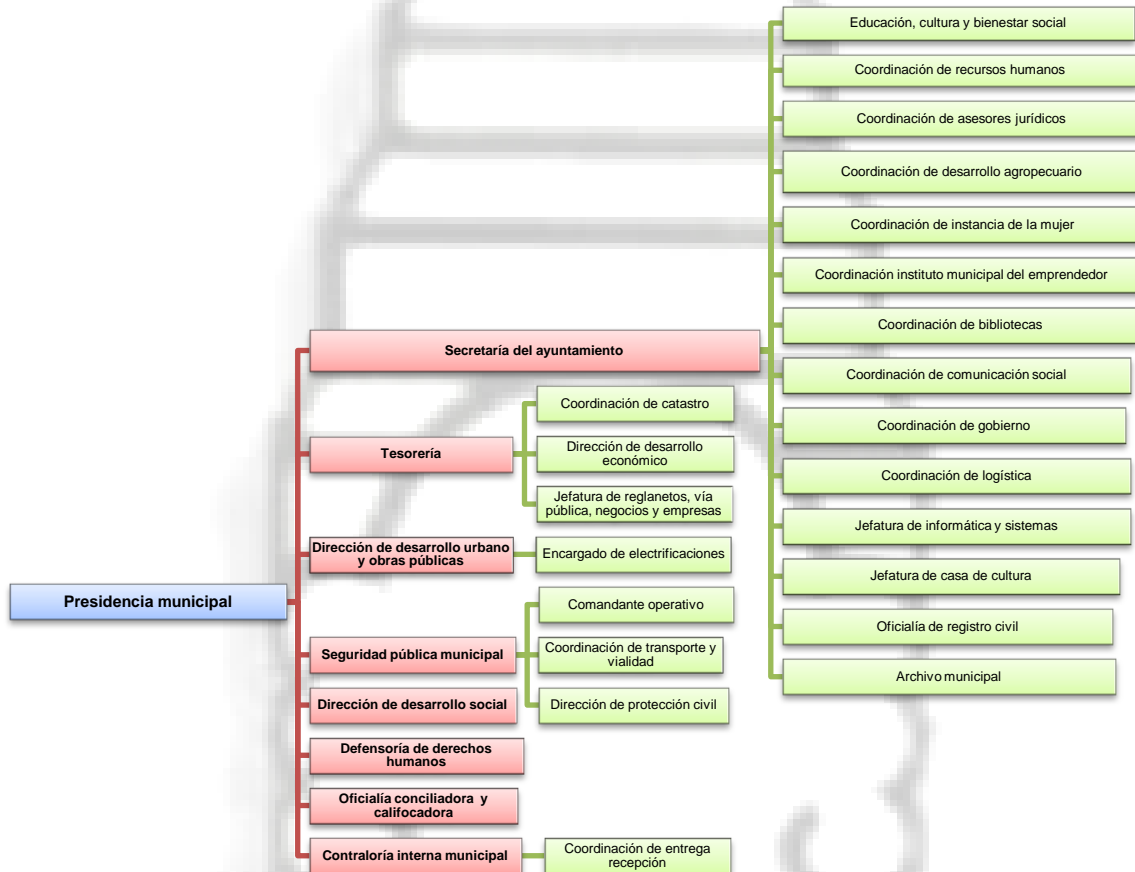 Presidencia municipal
Secretaría del ayuntamiento
Educación, cultura y bienestar social
Coordinación de recursos humanos
Coordinación de asesores jurídicos
Coordinación de desarrollo agropecuario
Coordinación de instancia de la mujer
Coordinación instituto municipal del emprendedor
Coordinación de bibliotecas
Coordinación de comunicación social
Coordinación de gobierno
Coordinación de logística
Jefatura de informática y sistemas
Jefatura de casa de cultura
Oficialía de registro civil
Archivo municipal
Tesorería
Coordinación de catastro
Dirección de desarrollo
económico
Jefatura de reglanetos, vía
pública, negocios y empresas
Dirección de desarrollo urbano
y obras públicas
Encargado de electrificaciones
Seguridad pública municipal
Comandante operativo
Coordinación de transporte y
vialidad
Dirección de protección civil
Dirección de desarrollo social
Defensoría de derechos
humanos
Oficialía conciliadora y
califocadora
Contraloría interna municipal
Coordinación de entrega
recepción